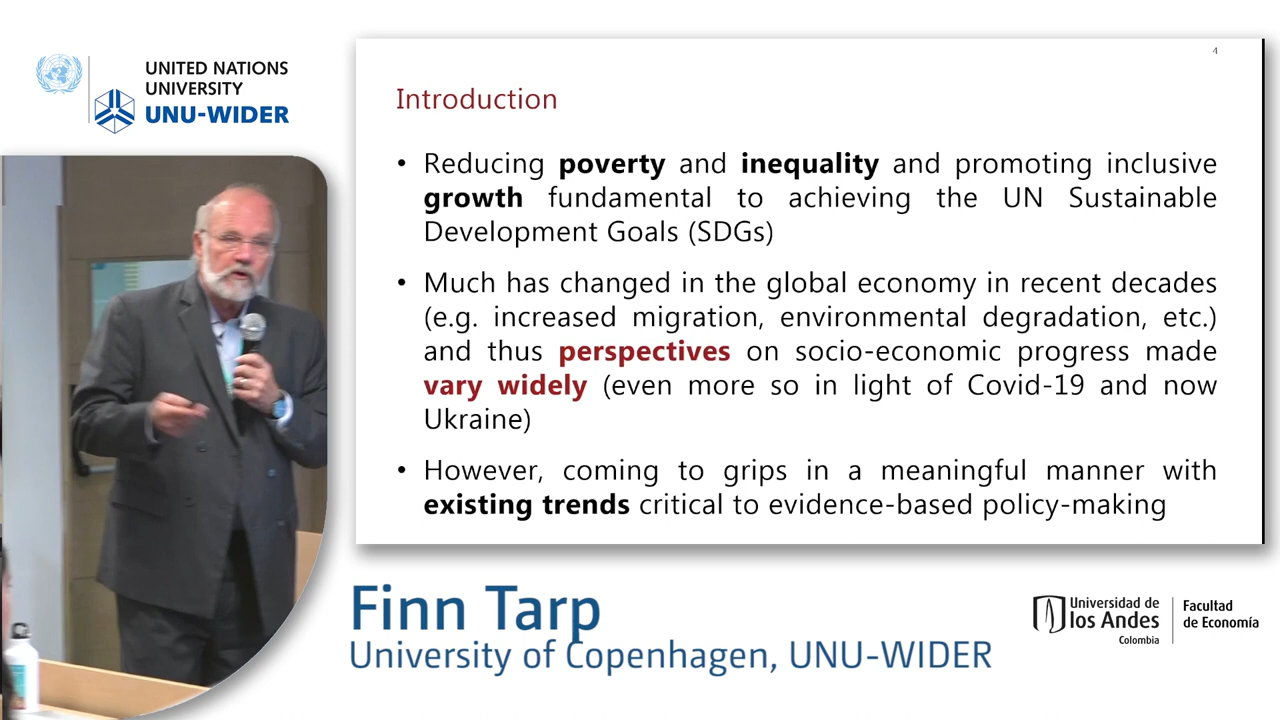 UNITED NATIONS
UNIVERSITY
UNU-WIDER
4
Introduction
• Reducing poverty and inequality and promoting inclusive
growth fundamental to achieving the UN Sustainable
Development Goals (SDGs)
• Much has changed in the global economy in recent decades
(e.g. increased migration, environmental degradation, etc.)
and thus perspectives on socio-economic progress made
vary widely (even more so in light of Covid-19 and now
Ukraine)
• However, coming to grips in a meaningful manner with
existing trends critical to evidence-based policy-making
Finn Tarp
University of Copenhagen, UNU-WIDER
Universidad de
los Andes
Colombia
Facultad
de Economía